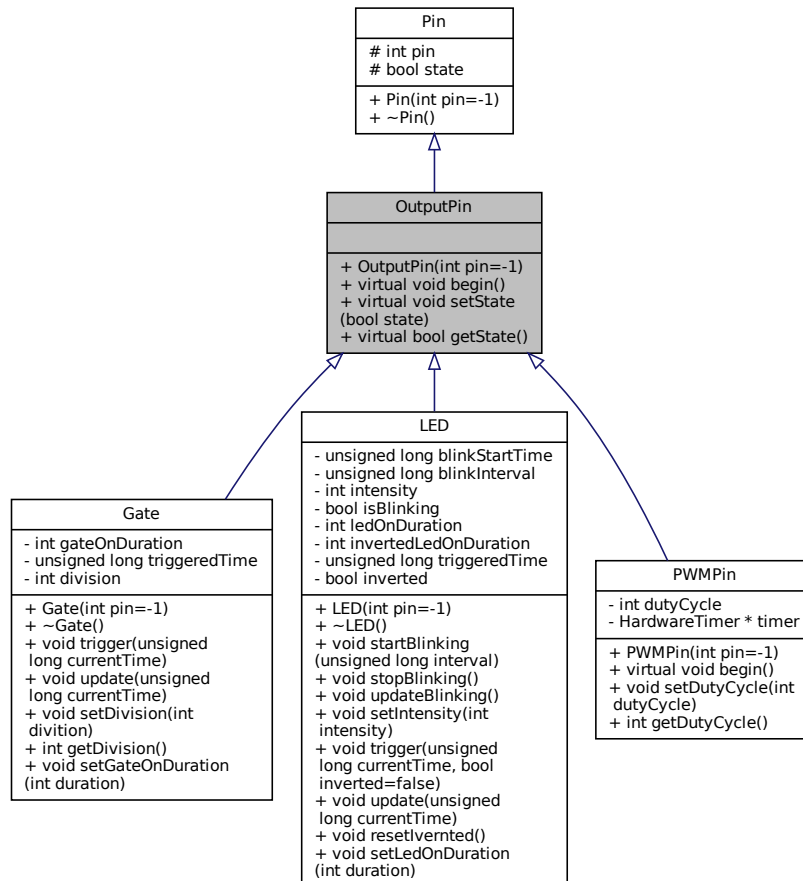 Pin
# int pin
# bool state
+ Pin(int pin=-1)
+ ~Pin()
OutputPin
+ OutputPin(int pin=-1)
+ virtual void begin()
+ virtual void setState
(bool state)
+ virtual bool getState()
Gate
- int gateOnDuration
- unsigned long triggeredTime
- int division
+ Gate(int pin=-1)
+ ~Gate()
+ void trigger(unsigned
long currentTime)
+ void update(unsigned
long currentTime)
+ void setDivision(int
divition)
+ int getDivision()
+ void setGateOnDuration
(int duration)
LED
- unsigned long blinkStartTime
- unsigned long blinkInterval
- int intensity
- bool isBlinking
- int ledOnDuration
- int invertedLedOnDuration
- unsigned long triggeredTime
- bool inverted
+ LED(int pin=-1)
+ ~LED()
+ void startBlinking
(unsigned long interval)
+ void stopBlinking()
+ void updateBlinking()
+ void setIntensity(int
intensity)
+ void trigger(unsigned
long currentTime, bool
inverted=false)
+ void update(unsigned
long currentTime)
+ void resetIvernted()
+ void setLedOnDuration
(int duration)
PWMPin
- int dutyCycle
- HardwareTimer * timer
+ PWMPin(int pin=-1)
+ virtual void begin()
+ void setDutyCycle(int
dutyCycle)
+ int getDutyCycle()